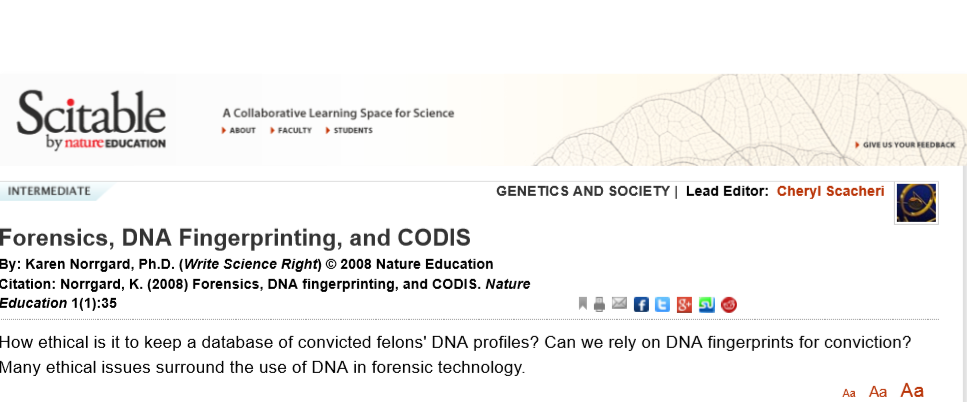 Scitable
by nature EDUCATION
A Collaborative Learning Space for Science
ABOUT FACULTY STUDENTS
GIVE US YOUR FEEDBACK
INTERMEDIATE
GENETICS AND SOCIETY | Lead Editor: Cheryl Scacheri
Forensics, DNA Fingerprinting, and CODIS
By: Karen Norrgard, Ph.D. (Write Science Right) © 2008 Nature Education
Citation: Norrgard, K. (2008) Forensics, DNA fingerprinting, and CODIS. Nature
Education 1(1):35
How ethical is it to keep a database of convicted felons' DNA profiles? Can we rely on DNA fingerprints for conviction?
Many ethical issues surround the use of DNA in forensic technology.
Aa Aa Aa